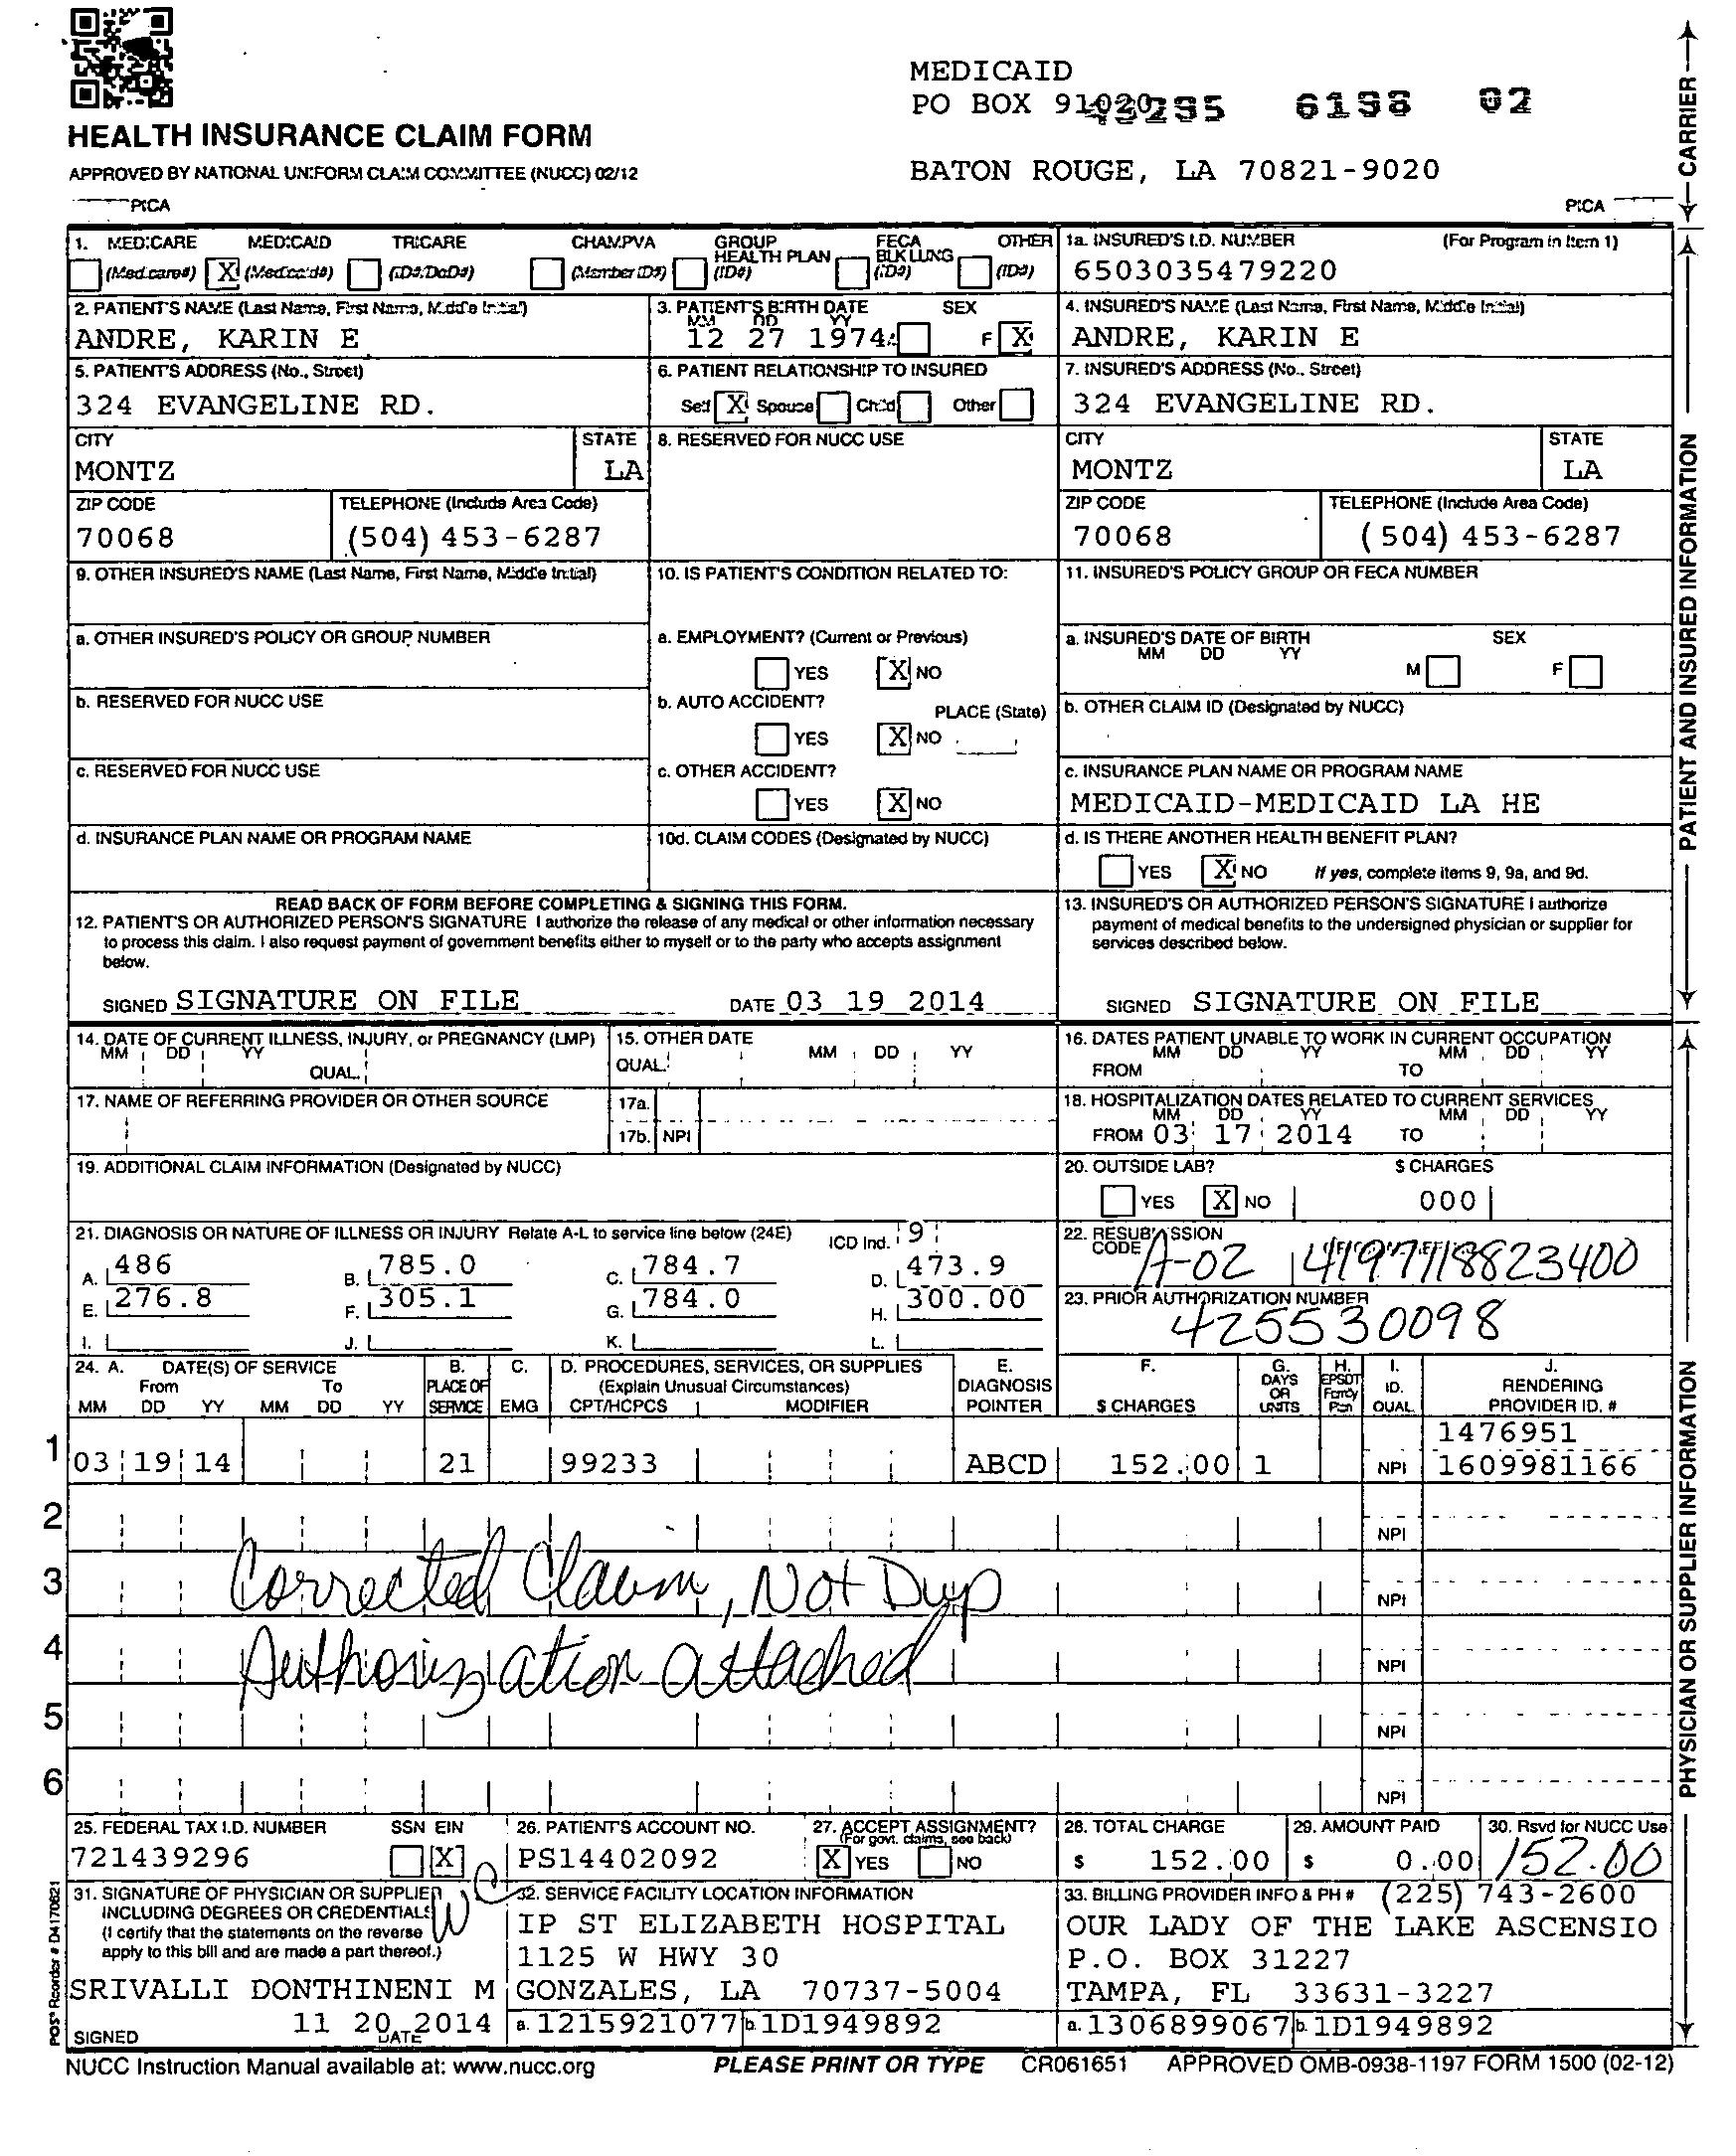 MEDICAID
PO BOX 91020
6198 02
HEALTH INSURANCE CLAIM FORM
APPROVED BY NATIONAL UNIFORM CLAIM COMMITTEE (NUCC) 02/12
BATON ROUGE, LA 70821-9020
PICA PICA
CARRIER
1. MEDICARE MEDICAID TRICARE CHAMPVA GROUP HEALTH PLAN FECA BLK LUNG OTHER
(Medicare#) X (Medicaid#) (ID#/DoD#) (Member ID#) (ID#) (ID#) (ID#)
1a. INSURED'S I.D. NUMBER (For Program in Item 1)
6503035479220
2. PATIENT'S NAME (Last Name, First Name, Middle Initial)
ANDRE, KARIN E
3. PATIENT'S BIRTH DATE SEX
MM DD YY
12 27 1974 F X
4. INSURED'S NAME (Last Name, First Name, Middle Initial)
ANDRE, KARIN E
5. PATIENT'S ADDRESS (No., Street)
324 EVANGELINE RD.
6. PATIENT RELATIONSHIP TO INSURED
Self X Spouse Child Other
7. INSURED'S ADDRESS (No., Street)
324 EVANGELINE RD.
CITY STATE
MONTZ LA
8. RESERVED FOR NUCC USE
CITY STATE
MONTZ LA
ZIP CODE TELEPHONE (Include Area Code)
70068 (504) 453-6287
ZIP CODE TELEPHONE (Include Area Code)
70068 (504) 453-6287
9. OTHER INSURED'S NAME (Last Name, First Name, Middle Initial)
10. IS PATIENT'S CONDITION RELATED TO:
11. INSURED'S POLICY GROUP OR FECA NUMBER
a. OTHER INSURED'S POLICY OR GROUP NUMBER
a. EMPLOYMENT? (Current or Previous)
YES X NO
a. INSURED'S DATE OF BIRTH SEX
MM DD YY M F
b. RESERVED FOR NUCC USE
b. AUTO ACCIDENT? PLACE (State)
YES X NO
b. OTHER CLAIM ID (Designated by NUCC)
c. RESERVED FOR NUCC USE
c. OTHER ACCIDENT?
YES X NO
c. INSURANCE PLAN NAME OR PROGRAM NAME
MEDICAID-MEDICAID LA HE
d. INSURANCE PLAN NAME OR PROGRAM NAME
10d. CLAIM CODES (Designated by NUCC)
d. IS THERE ANOTHER HEALTH BENEFIT PLAN?
YES X NO If yes, complete items 9, 9a, and 9d.
PATIENT AND INSURED INFORMATION
READ BACK OF FORM BEFORE COMPLETING & SIGNING THIS FORM.
12. PATIENT'S OR AUTHORIZED PERSON'S SIGNATURE I authorize the release of any medical or other information necessary
to process this claim. I also request payment of government benefits either to myself or to the party who accepts assignment
below.
SIGNED SIGNATURE ON FILE DATE 03 19 2014
13. INSURED'S OR AUTHORIZED PERSON'S SIGNATURE I authorize
payment of medical benefits to the undersigned physician or supplier for
services described below.
SIGNED SIGNATURE ON FILE
14. DATE OF CURRENT ILLNESS, INJURY, or PREGNANCY (LMP)
MM DD YY QUAL.
15. OTHER DATE
QUAL. MM DD YY
16. DATES PATIENT UNABLE TO WORK IN CURRENT OCCUPATION
MM DD YY MM DD YY
FROM TO
17. NAME OF REFERRING PROVIDER OR OTHER SOURCE
17a.
17b. NPI
18. HOSPITALIZATION DATES RELATED TO CURRENT SERVICES
MM DD YY MM DD YY
FROM 03 17 2014 TO
19. ADDITIONAL CLAIM INFORMATION (Designated by NUCC)
20. OUTSIDE LAB? $ CHARGES
YES X NO 000
21. DIAGNOSIS OR NATURE OF ILLNESS OR INJURY Relate A-L to service line below (24E) ICD Ind. 9
A. 486 B. 785.0 C. 784.7 D. 473.9
E. 276.8 F. 305.1 G. 784.0 H. 300.00
I. J. K. L.
22. RESUBMISSION
CODE A-02 4197118823400
23. PRIOR AUTHORIZATION NUMBER
425530098
24. A. DATE(S) OF SERVICE B. C. D. PROCEDURES, SERVICES, OR SUPPLIES E. F. G. H. I. J.
From To PLACE OF (Explain Unusual Circumstances) DIAGNOSIS DAYS OR EPSDT Family ID. RENDERING
MM DD YY MM DD YY SERVICE EMG CPT/HCPCS MODIFIER POINTER $ CHARGES UNITS Plan QUAL. PROVIDER ID. #
1476951
1 03 19 14 21 99233 ABCD 152.00 1 NPI 1609981166
2 NPI
3 Corrected Claim, Not Dup NPI
4 Authorization attached NPI
5 NPI
6 NPI
PHYSICIAN OR SUPPLIER INFORMATION
25. FEDERAL TAX I.D. NUMBER SSN EIN
721439296 X
26. PATIENT'S ACCOUNT NO.
PS14402092
27. ACCEPT ASSIGNMENT?
(For govt. claims, see back)
X YES NO
28. TOTAL CHARGE
$ 152.00
29. AMOUNT PAID
$ 0.00
30. Rsvd for NUCC Use
152.00
31. SIGNATURE OF PHYSICIAN OR SUPPLIER
INCLUDING DEGREES OR CREDENTIALS
(I certify that the statements on the reverse
apply to this bill and are made a part thereof.)
SRIVALLI DONTHINENI M
11 20 2014
SIGNED DATE
32. SERVICE FACILITY LOCATION INFORMATION
IP ST ELIZABETH HOSPITAL
1125 W HWY 30
GONZALES, LA 70737-5004
a. 1215921077 b. 1D1949892
33. BILLING PROVIDER INFO & PH # (225) 743-2600
OUR LADY OF THE LAKE ASCENSIO
P.O. BOX 31227
TAMPA, FL 33631-3227
a. 1306899067 b. 1D1949892
POS* Reorder # D4170621
NUCC Instruction Manual available at: www.nucc.org PLEASE PRINT OR TYPE CR061651 APPROVED OMB-0938-1197 FORM 1500 (02-12)